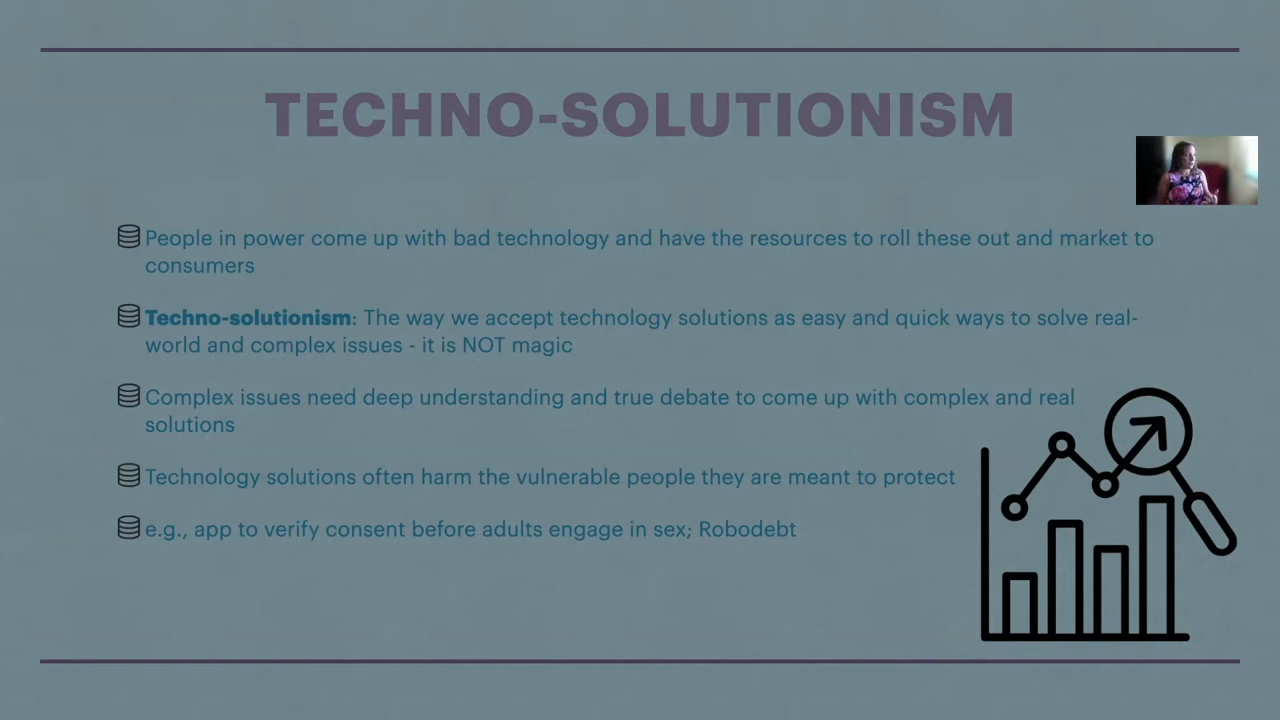 TECHNO-SOLUTIONISM
People in power come up with bad technology and have the resources to roll these out and market to
consumers
Techno-solutionism: The way we accept technology solutions as easy and quick ways to solve real-
world and complex issues - it is NOT magic
Complex issues need deep understanding and true debate to come up with complex and real
solutions
Technology solutions often harm the vulnerable people they are meant to protect
e.g., app to verify consent before adults engage in sex; Robodebt